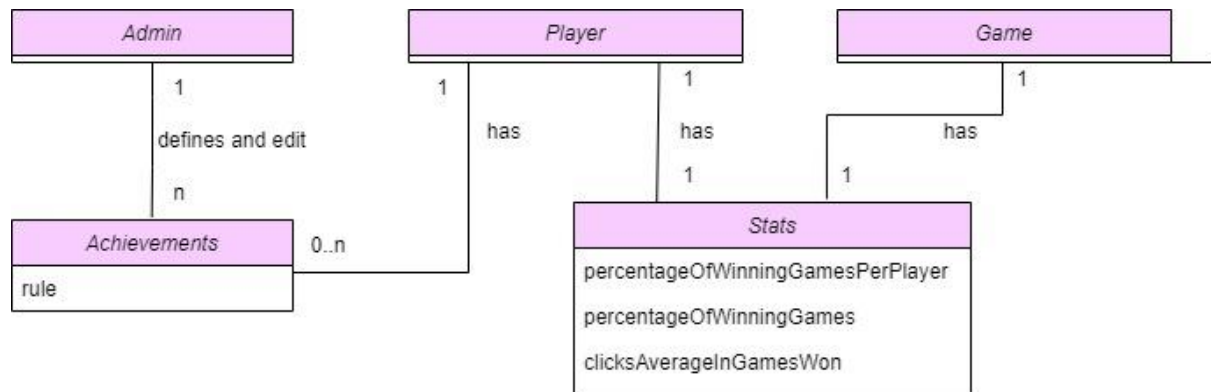 Admin
Player
Game
1
1
1
1
defines and edit
has
has
has
n
1
1
Achievements
0..n
Stats
rule
percentageOfWinningGamesPerPlayer
percentageOfWinningGames
clicksAverageInGamesWon